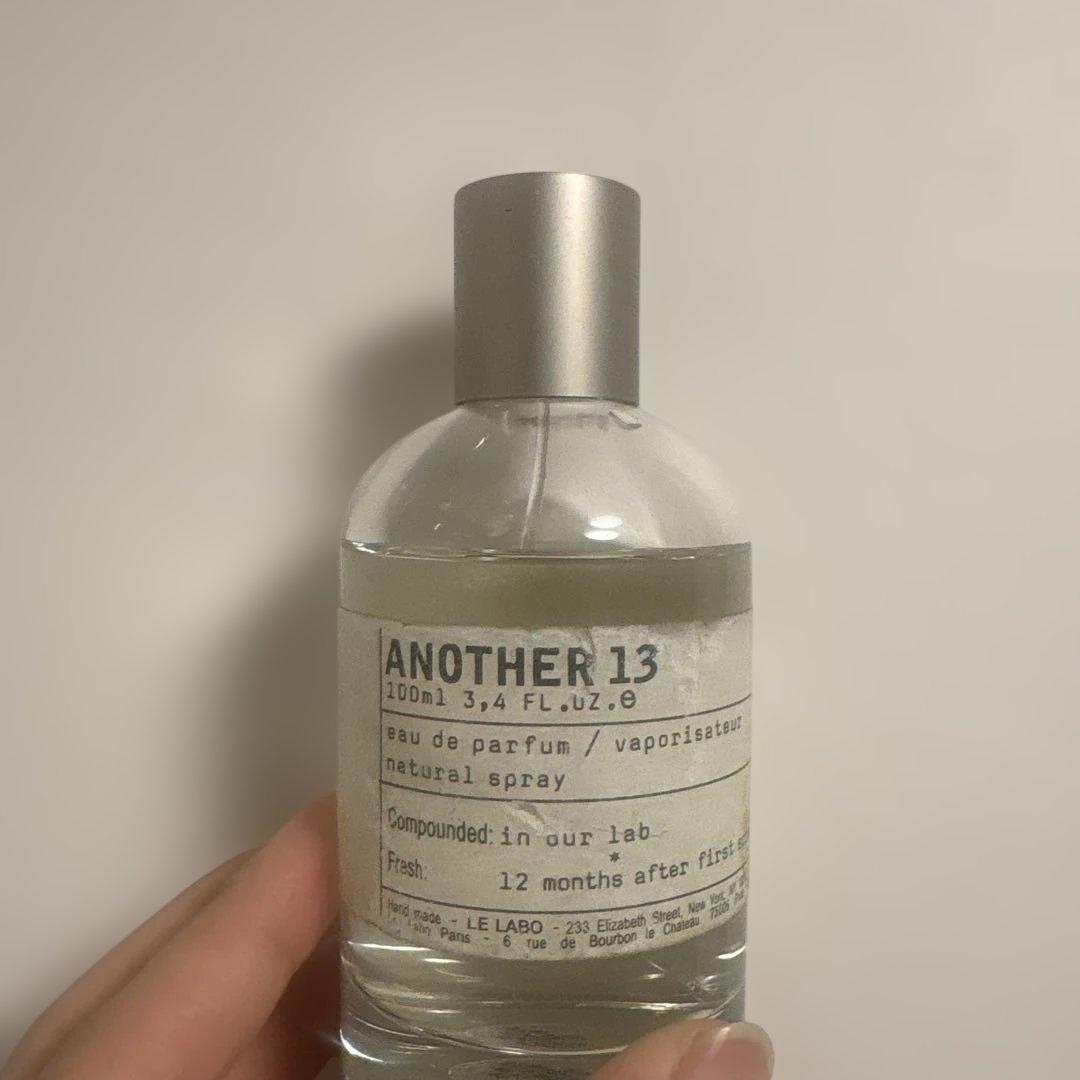 ANOTHER 13
100ml 3,4 FL.OZ.e
eau de parfum / vaporisateur
natural spray
Compounded: in our lab
Fresh: 12 months after first
Hand made - LE LABO - 233 Elizabeth Street, New York, NY
Paris - 6 rue de Bourbon le Chateau,